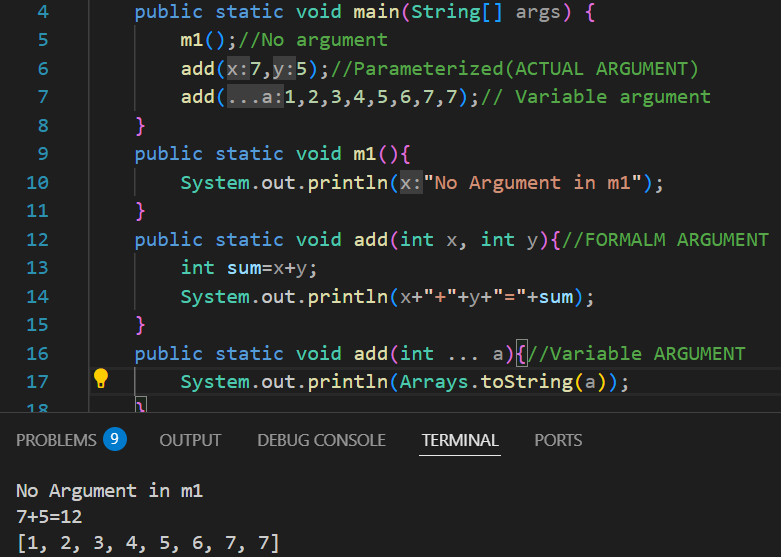 4 public static void main(String[] args) {
5 m1();//No argument
6 add(x:7,y:5);//Parameterized(ACTUAL ARGUMENT)
7 add(...a:1,2,3,4,5,6,7,7);// Variable argument
8 }
9 public static void m1(){
10 System.out.println(x:"No Argument in m1");
11 }
12 public static void add(int x, int y){//FORMALM ARGUMENT
13 int sum=x+y;
14 System.out.println(x+"+"+y+"="+sum);
15 }
16 public static void add(int ... a){//Variable ARGUMENT
17 System.out.println(Arrays.toString(a));
18 }
PROBLEMS 9 OUTPUT DEBUG CONSOLE TERMINAL PORTS
No Argument in m1
7+5=12
[1, 2, 3, 4, 5, 6, 7, 7]